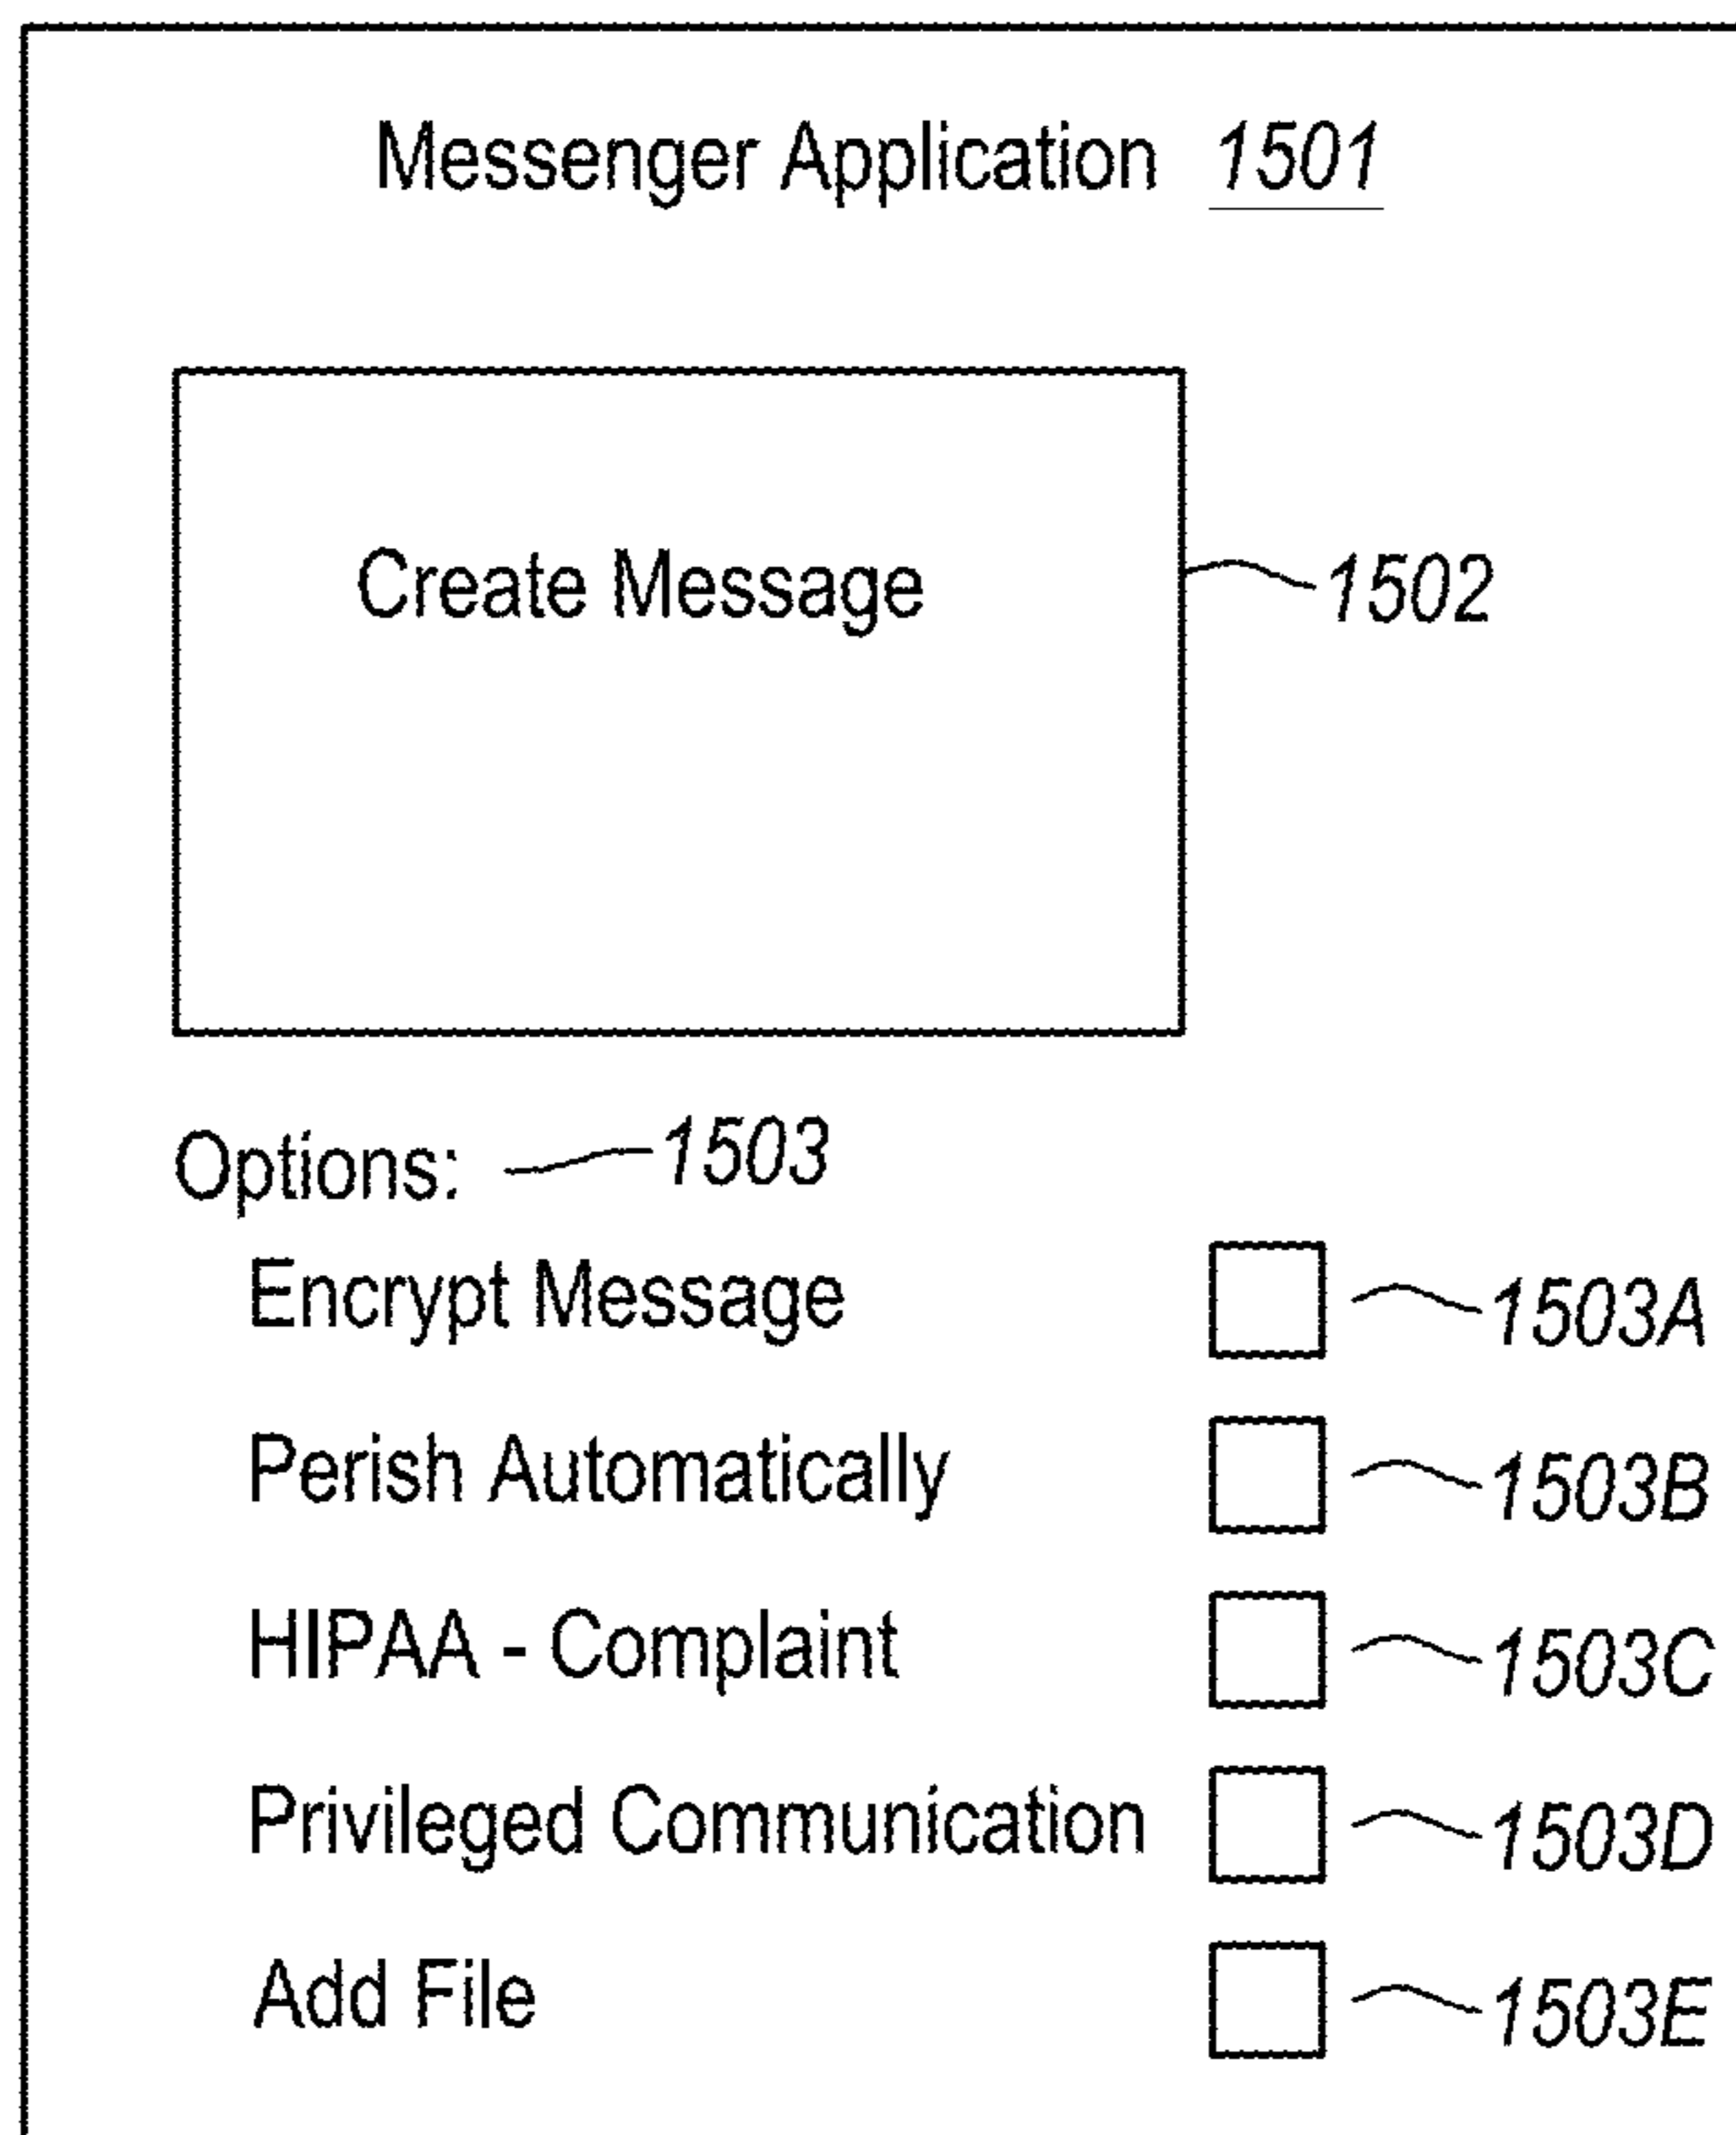 Messenger Application 1501
Create Message 1502
Options: 1503
Encrypt Message 1503A
Perish Automatically 1503B
HIPAA - Complaint 1503C
Privileged Communication 1503D
Add File 1503E